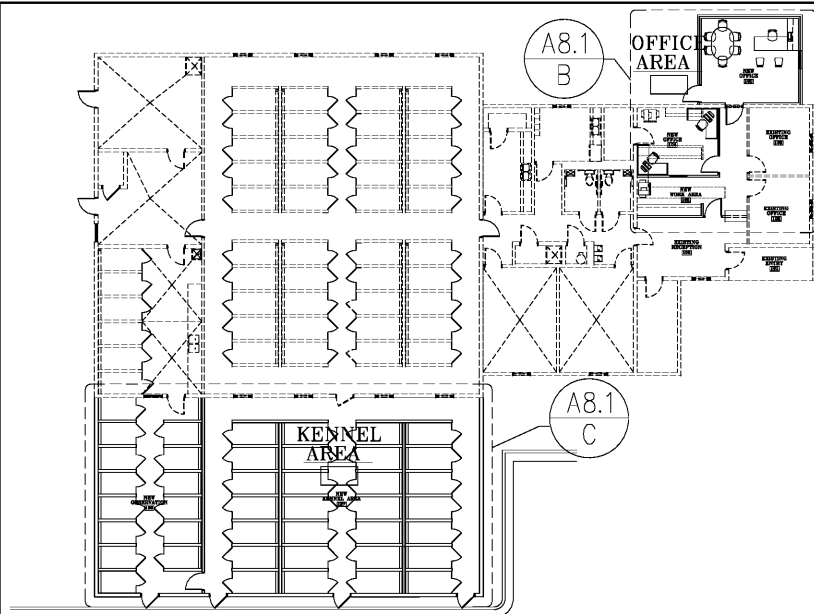 A8.1
B
OFFICE
AREA
NEW
OFFICE
NEW
OFFICE
EXISTING
OFFICE
NEW
WORK AREA
EXISTING
OFFICE
EXISTING
RECEPTION
EXISTING
ENTRY
A8.1
C
KENNEL
AREA
NEW
OBSERVATION
NEW
KENNEL AREA